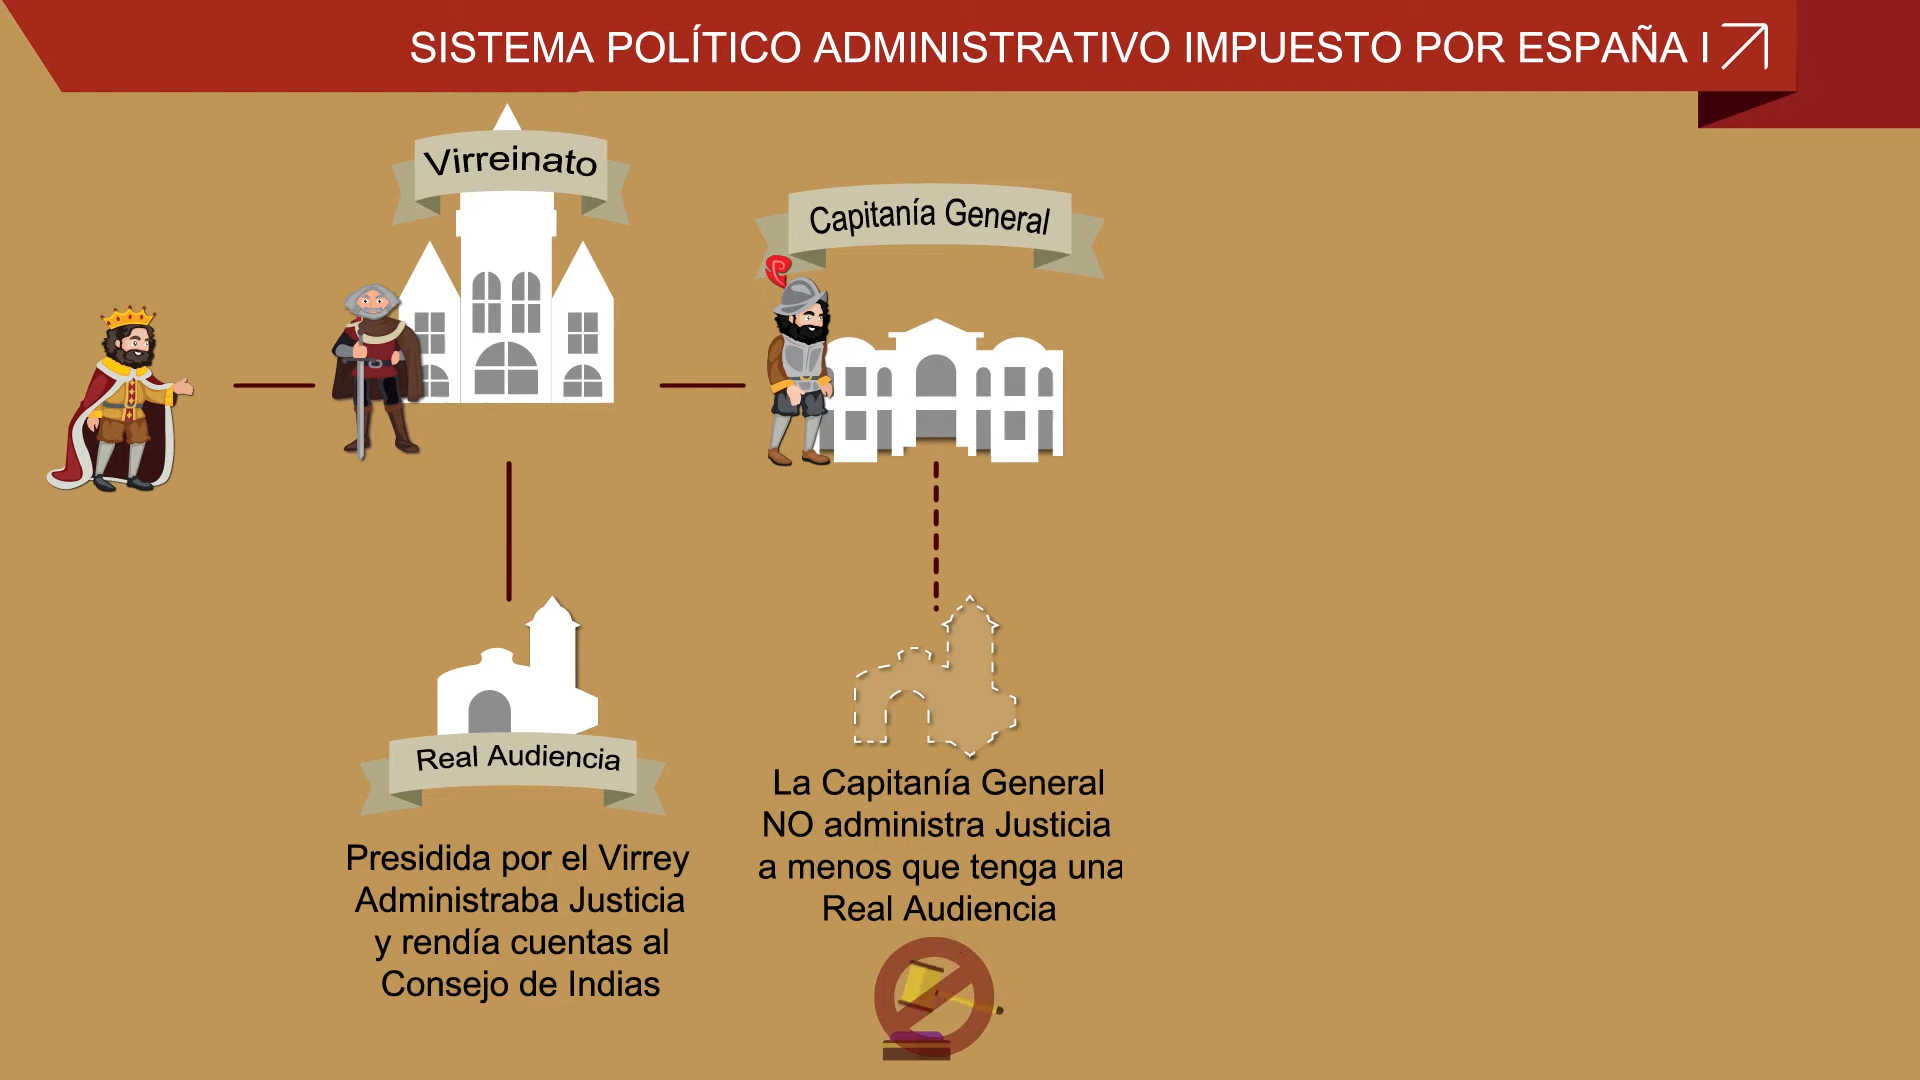 SISTEMA POLÍTICO ADMINISTRATIVO IMPUESTO POR ESPAÑA I
Virreinato
Capitanía General
Real Audiencia
Presidida por el Virrey
Administraba Justicia
y rendía cuentas al
Consejo de Indias
La Capitanía General
NO administra Justicia
a menos que tenga una
Real Audiencia